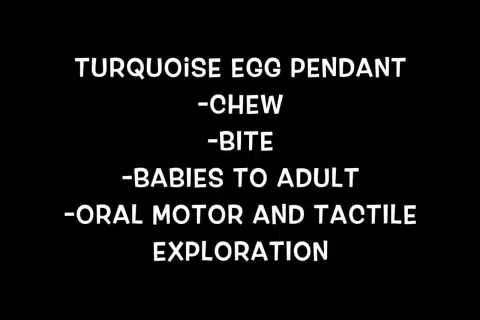 TURQUOiSE EGG PENDANT
-CHEW
-BITE
-BABIES TO ADULT
-ORAL MOTOR AND TACTILE
EXPLORATION